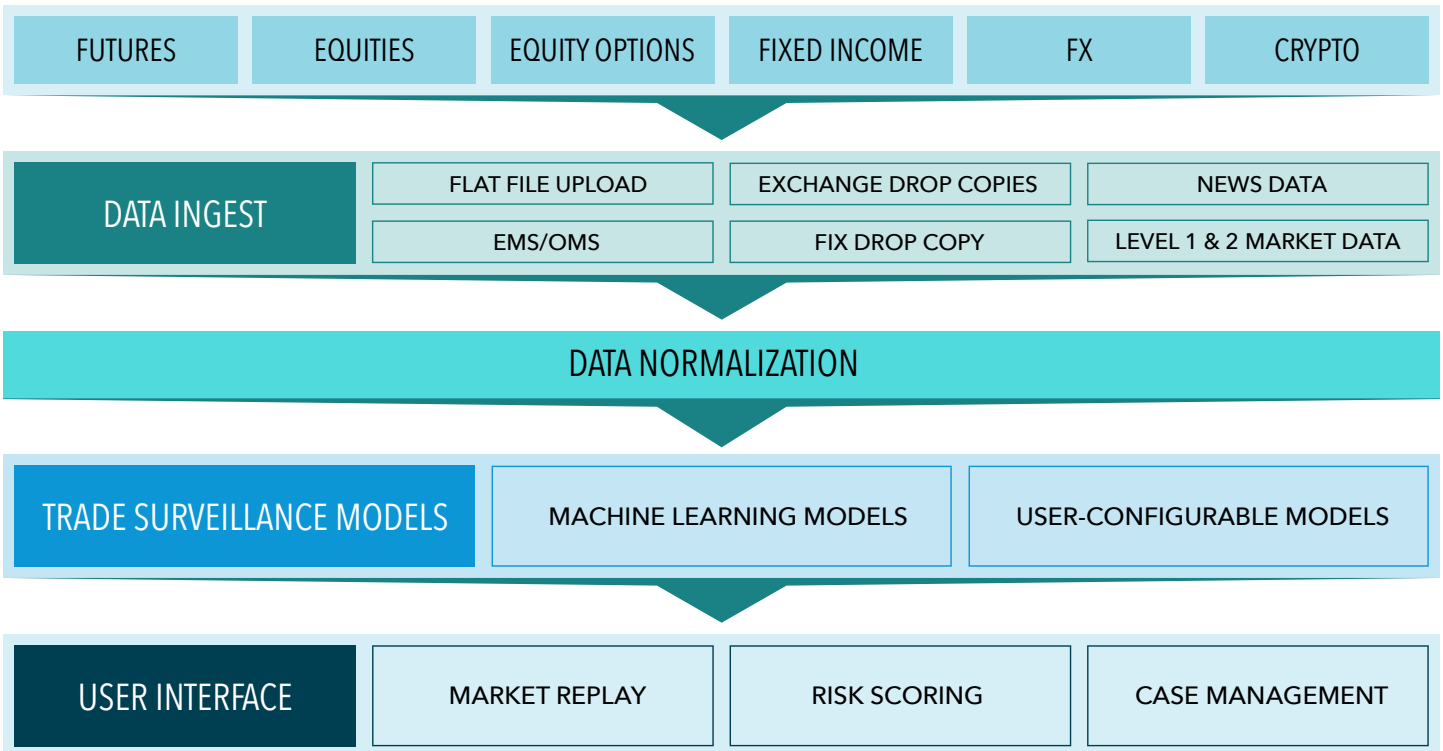 FUTURES
EQUITIES
EQUITY OPTIONS
FIXED INCOME
FX
CRYPTO
DATA INGEST
FLAT FILE UPLOAD
EXCHANGE DROP COPIES
NEWS DATA
EMS/OMS
FIX DROP COPY
LEVEL 1 & 2 MARKET DATA
DATA NORMALIZATION
TRADE SURVEILLANCE MODELS
MACHINE LEARNING MODELS
USER-CONFIGURABLE MODELS
USER INTERFACE
MARKET REPLAY
RISK SCORING
CASE MANAGEMENT